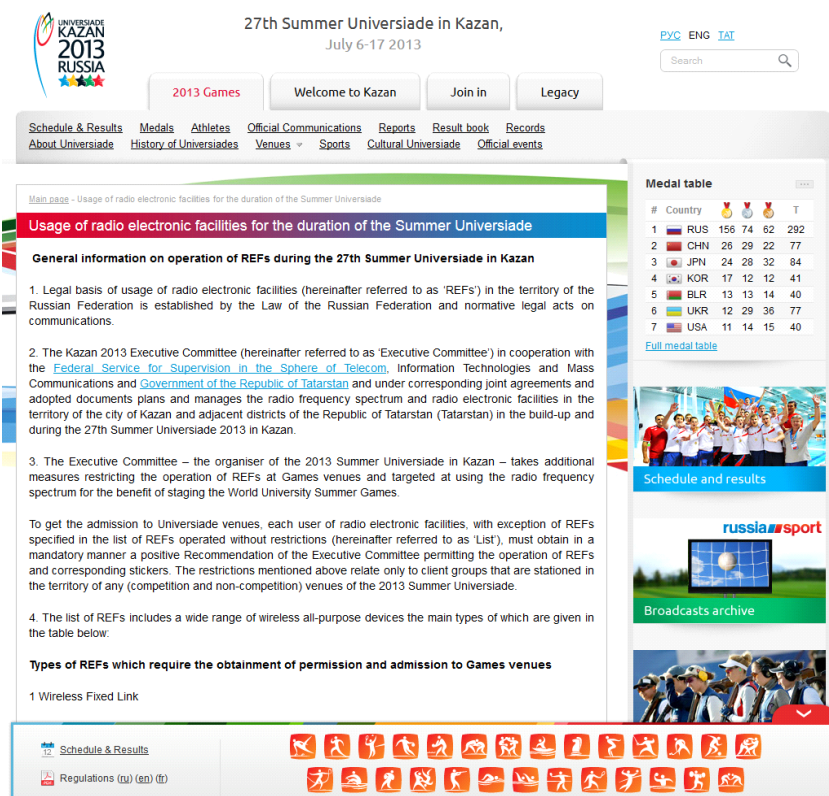 UNIVERSIADE
KAZAN
2013
RUSSIA
27th Summer Universiade in Kazan,
July 6-17 2013
РУС ENG ТАТ
Search
2013 Games Welcome to Kazan Join in Legacy
Schedule & Results Medals Athletes Official Communications Reports Result book Records
About Universiade History of Universiades Venues Sports Cultural Universiade Official events
Main page - Usage of radio electronic facilities for the duration of the Summer Universiade
Usage of radio electronic facilities for the duration of the Summer Universiade
General information on operation of REFs during the 27th Summer Universiade in Kazan
1. Legal basis of usage of radio electronic facilities (hereinafter referred to as 'REFs') in the territory of the
Russian Federation is established by the Law of the Russian Federation and normative legal acts on
communications.
2. The Kazan 2013 Executive Committee (hereinafter referred to as 'Executive Committee') in cooperation with
the Federal Service for Supervision in the Sphere of Telecom, Information Technologies and Mass
Communications and Government of the Republic of Tatarstan and under corresponding joint agreements and
adopted documents plans and manages the radio frequency spectrum and radio electronic facilities in the
territory of the city of Kazan and adjacent districts of the Republic of Tatarstan (Tatarstan) in the build-up and
during the 27th Summer Universiade 2013 in Kazan.
3. The Executive Committee – the organiser of the 2013 Summer Universiade in Kazan – takes additional
measures restricting the operation of REFs at Games venues and targeted at using the radio frequency
spectrum for the benefit of staging the World University Summer Games.
To get the admission to Universiade venues, each user of radio electronic facilities, with exception of REFs
specified in the list of REFs operated without restrictions (hereinafter referred to as 'List'), must obtain in a
mandatory manner a positive Recommendation of the Executive Committee permitting the operation of REFs
and corresponding stickers. The restrictions mentioned above relate only to client groups that are stationed in
the territory of any (competition and non-competition) venues of the 2013 Summer Universiade.
4. The list of REFs includes a wide range of wireless all-purpose devices the main types of which are given in
the table below:
Types of REFs which require the obtainment of permission and admission to Games venues
1 Wireless Fixed Link
Medal table
# Country T
1 RUS 156 74 62 292
2 CHN 26 29 22 77
3 JPN 24 28 32 84
4 KOR 17 12 12 41
5 BLR 13 13 14 40
6 UKR 12 29 36 77
7 USA 11 14 15 40
Full medal table
Schedule and results
russia sport
Broadcasts archive
12 Schedule & Results
Regulations (ru) (en) (fr)